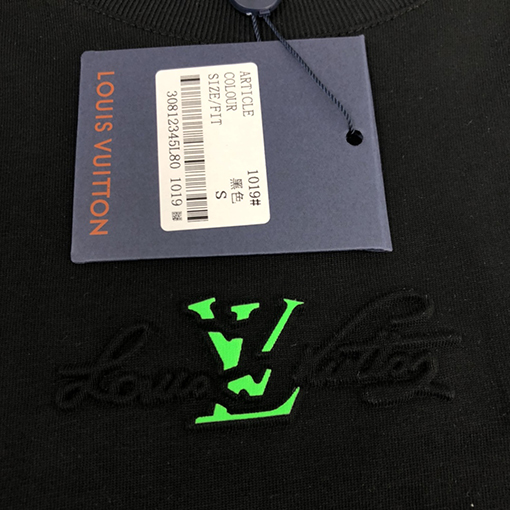 LOUIS VUITTON
ARTICLE 1019#
COLOUR 黑色
SIZE/FIT S
30812345L80 1019
LV
Louis Vuitton